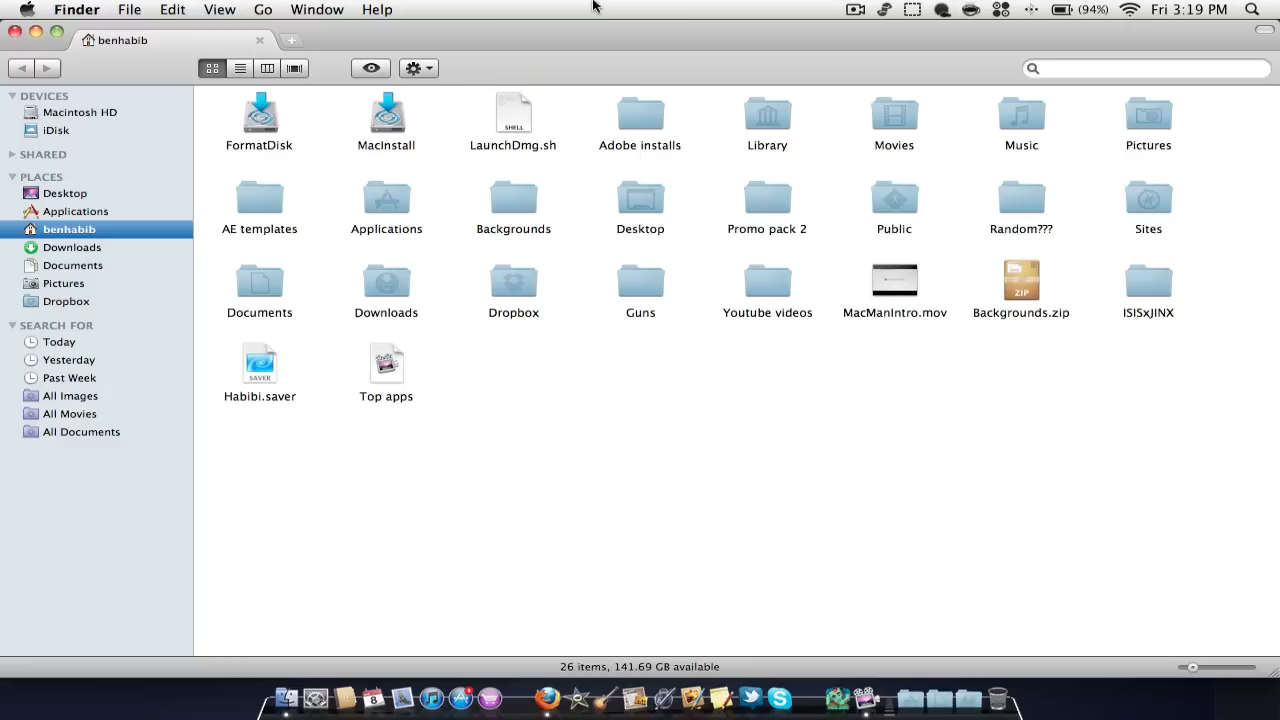 Finder File Edit View Go Window Help (94%) Fri 3:19 PM
benhabib
DEVICES
Macintosh HD
iDisk
SHARED
PLACES
Desktop
Applications
benhabib
Downloads
Documents
Pictures
Dropbox
SEARCH FOR
Today
Yesterday
Past Week
All Images
All Movies
All Documents
SHELL
FormatDisk MacInstall LaunchDmg.sh Adobe installs Library Movies Music Pictures
AE templates Applications Backgrounds Desktop Promo pack 2 Public Random??? Sites
ZIP
Documents Downloads Dropbox Guns Youtube videos MacManIntro.mov Backgrounds.zip ISISxJINX
SAVER
Habibi.saver Top apps
26 items, 141.69 GB available
8